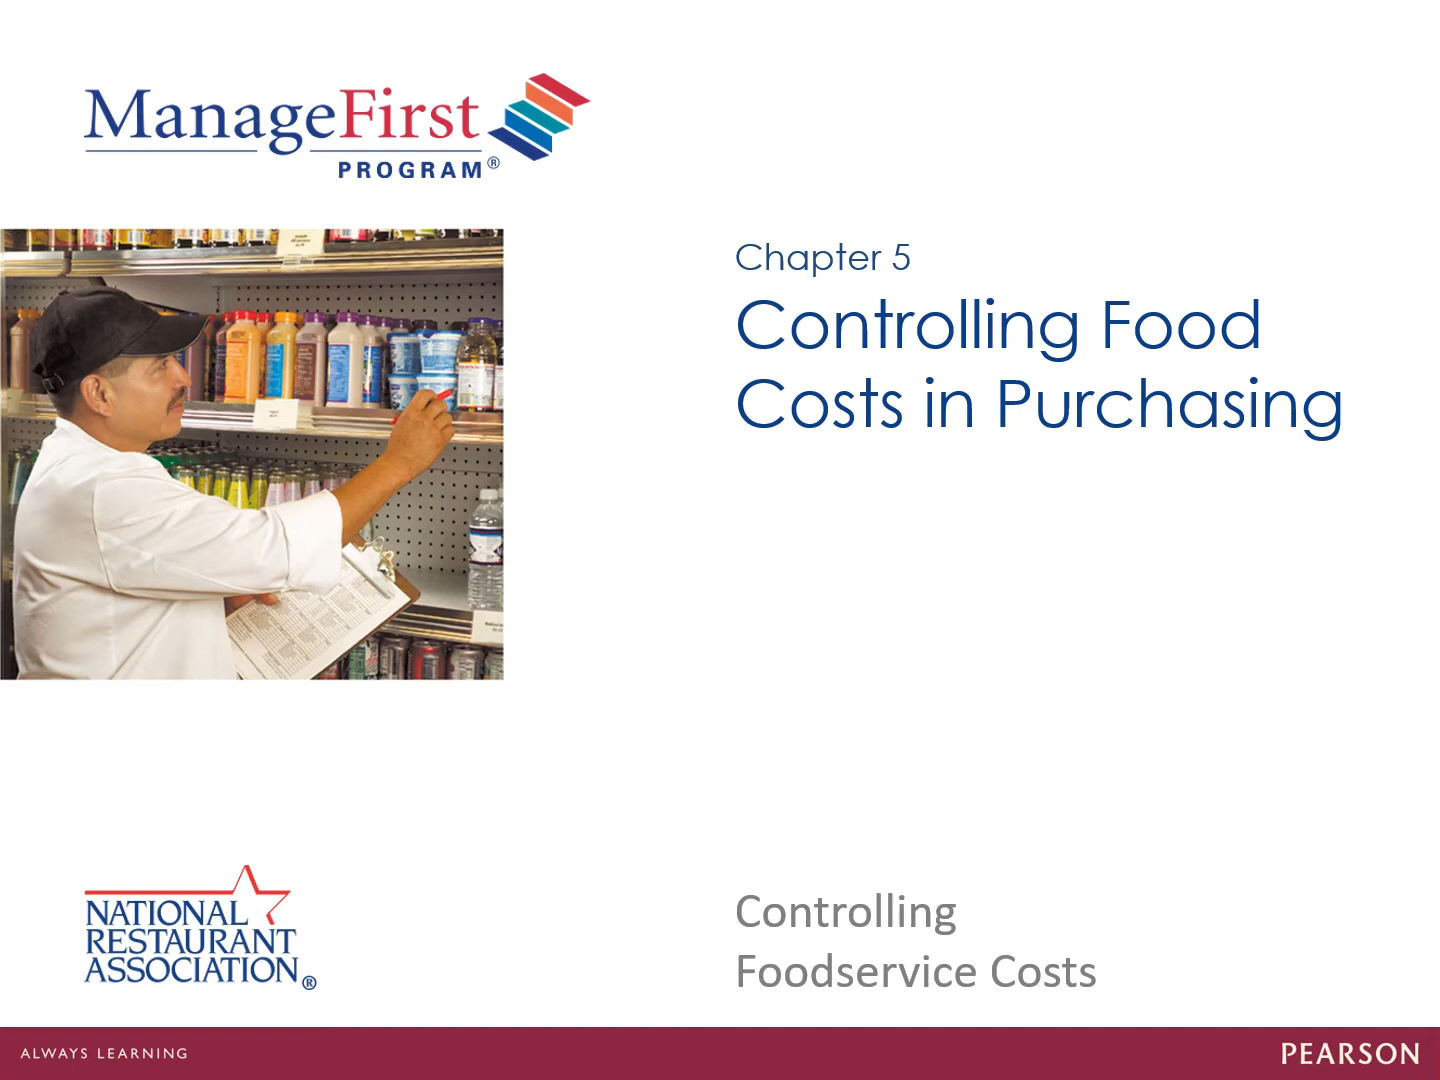 ManageFirst
PROGRAM®
Chapter 5
Controlling Food
Costs in Purchasing
NATIONAL
RESTAURANT
ASSOCIATION®
Controlling
Foodservice Costs
ALWAYS LEARNING
PEARSON